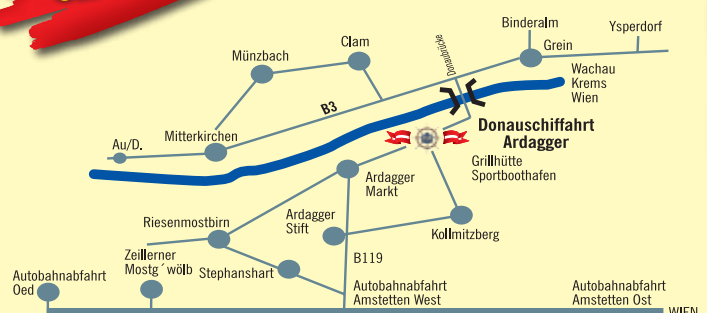 Binderalm
Ysperdorf
Grein
Clam
Donaubrücke
Münzbach
Wachau
Krems
Wien
B3
Mitterkirchen
Au/D.
Donauschiffahrt
Ardagger
Grillhütte
Sportboothafen
Ardagger
Markt
Ardagger
Stift
Riesenmostbirn
Kollmitzberg
Zeillerner
Mostg´wölb
Stephanshart
B119
Autobahnabfahrt
Oed
Autobahnabfahrt
Amstetten West
Autobahnabfahrt
Amstetten Ost
WIEN